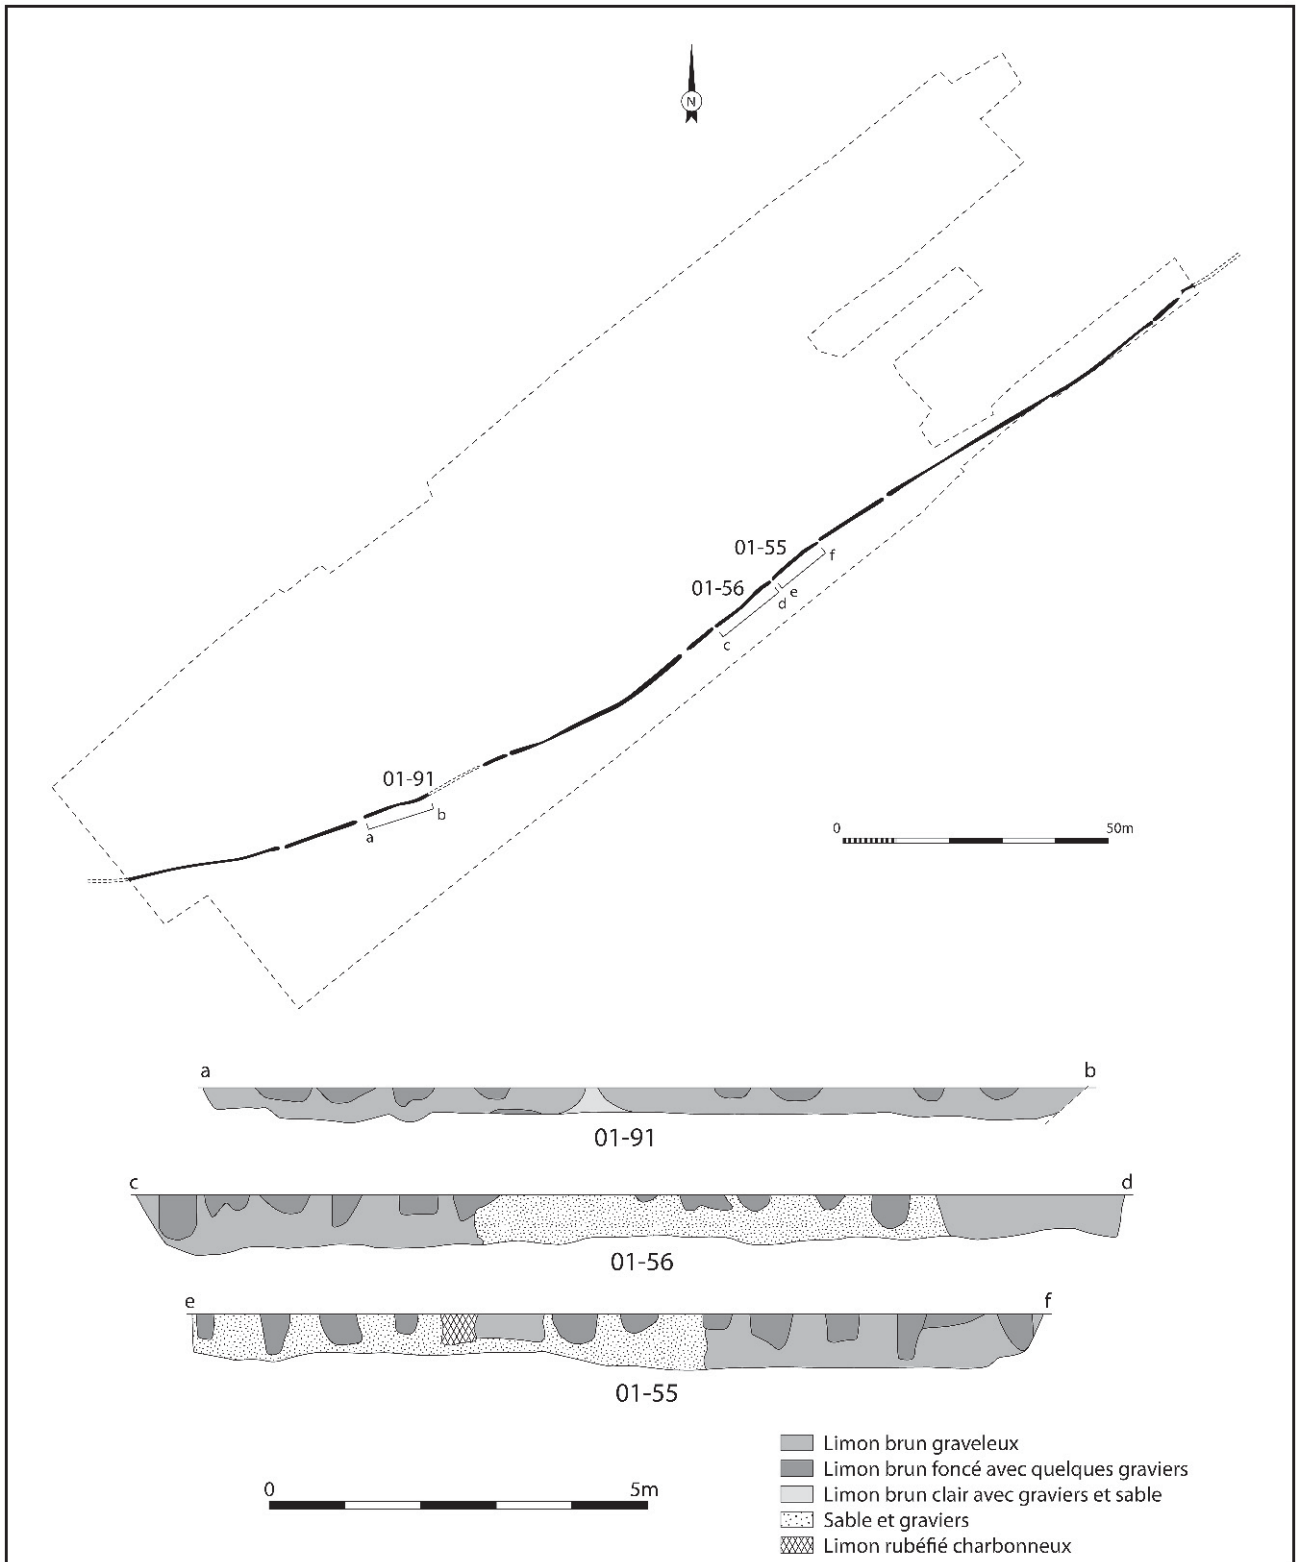 N
01-55
f
01-56
e
d
c
01-91
b
a
0 50m
a b
01-91
c d
01-56
e f
01-55
0 5m
Limon brun graveleux
Limon brun foncé avec quelques graviers
Limon brun clair avec graviers et sable
Sable et graviers
Limon rubéfié charbonneux